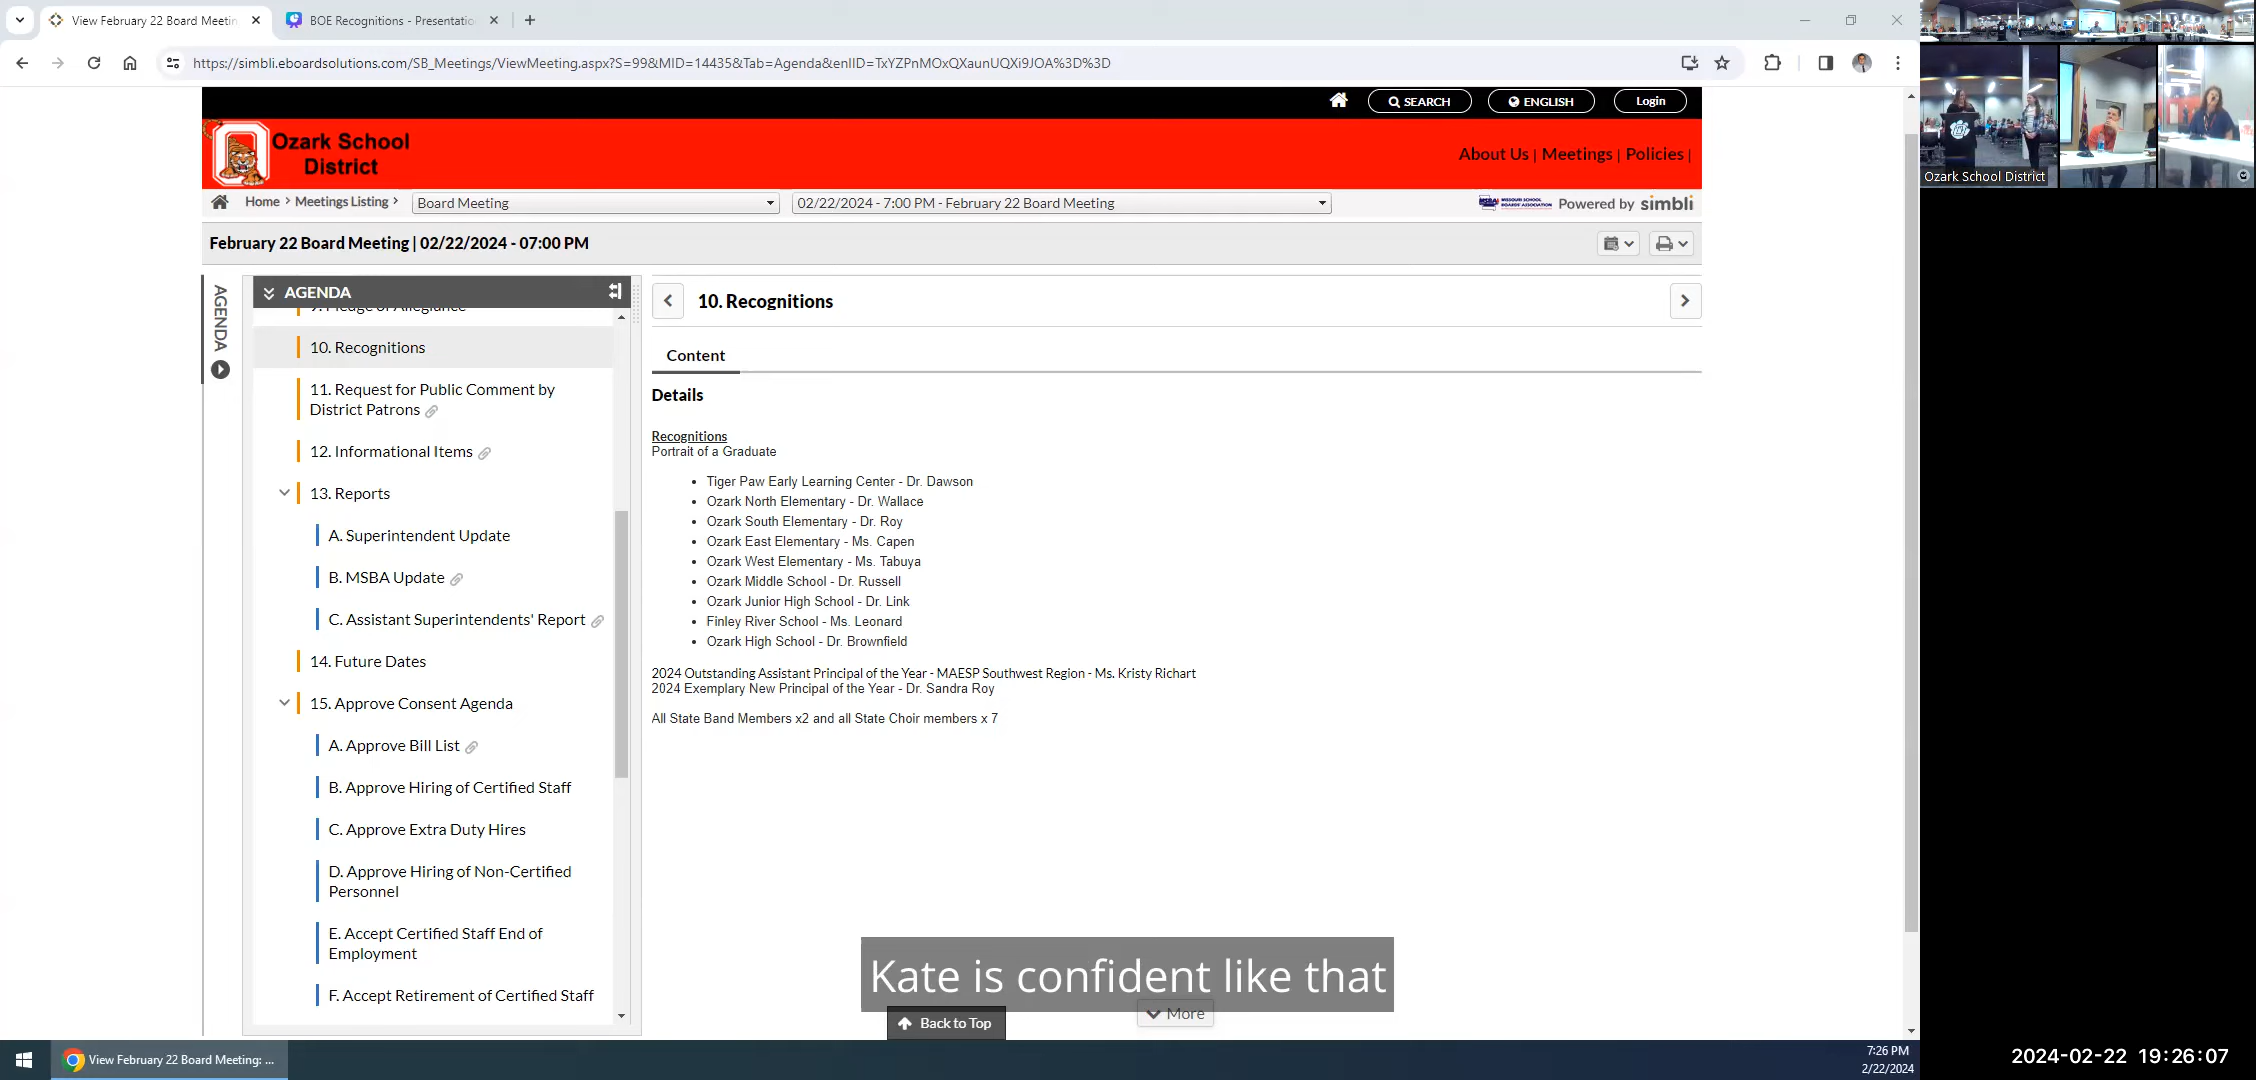 View February 22 Board Meetin
BOE Recognitions - Presentatio
https://simbli.eboardsolutions.com/SB_Meetings/ViewMeeting.aspx?S=99&MID=14435&Tab=Agenda&enIID=TxYZPnMOxQXaunUQXi9JOA%3D%3D
SEARCH
ENGLISH
Login
Ozark School
District
About Us | Meetings | Policies |
Home > Meetings Listing >
Board Meeting
02/22/2024 - 7:00 PM - February 22 Board Meeting
MSBA MISSOURI SCHOOL BOARDS' ASSOCIATION
Powered by simbli
February 22 Board Meeting | 02/22/2024 - 07:00 PM
AGENDA
AGENDA
9. Pledge of Allegiance
10. Recognitions
11. Request for Public Comment by
District Patrons
12. Informational Items
13. Reports
A. Superintendent Update
B. MSBA Update
C. Assistant Superintendents' Report
14. Future Dates
15. Approve Consent Agenda
A. Approve Bill List
B. Approve Hiring of Certified Staff
C. Approve Extra Duty Hires
D. Approve Hiring of Non-Certified
Personnel
E. Accept Certified Staff End of
Employment
F. Accept Retirement of Certified Staff
10. Recognitions
Content
Details
Recognitions
Portrait of a Graduate
• Tiger Paw Early Learning Center - Dr. Dawson
• Ozark North Elementary - Dr. Wallace
• Ozark South Elementary - Dr. Roy
• Ozark East Elementary - Ms. Capen
• Ozark West Elementary - Ms. Tabuya
• Ozark Middle School - Dr. Russell
• Ozark Junior High School - Dr. Link
• Finley River School - Ms. Leonard
• Ozark High School - Dr. Brownfield
2024 Outstanding Assistant Principal of the Year - MAESP Southwest Region - Ms. Kristy Richart
2024 Exemplary New Principal of the Year - Dr. Sandra Roy
All State Band Members x2 and all State Choir members x 7
Kate is confident like that
More
Back to Top
Ozark School District
View February 22 Board Meeting: ...
7:26 PM
2/22/2024
2024-02-22 19:26:07